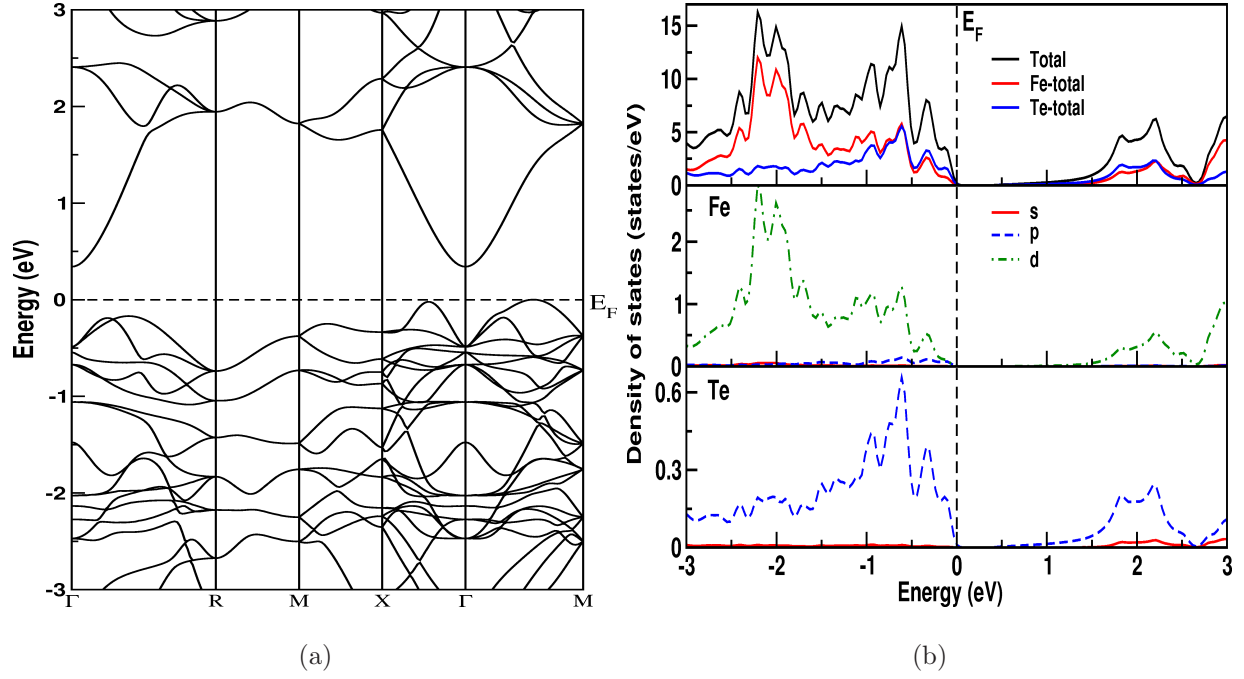 3
2
1
0
-1
-2
-3
Energy (eV)
E_F
Γ
R
M
X
Γ
M
(a)
15
10
5
0
E_F
Total
Fe-total
Te-total
Fe
2
1
0
s
p
d
Te
0.6
0.3
0
Density of states (states/eV)
-3
-2
-1
0
1
2
3
Energy (eV)
(b)